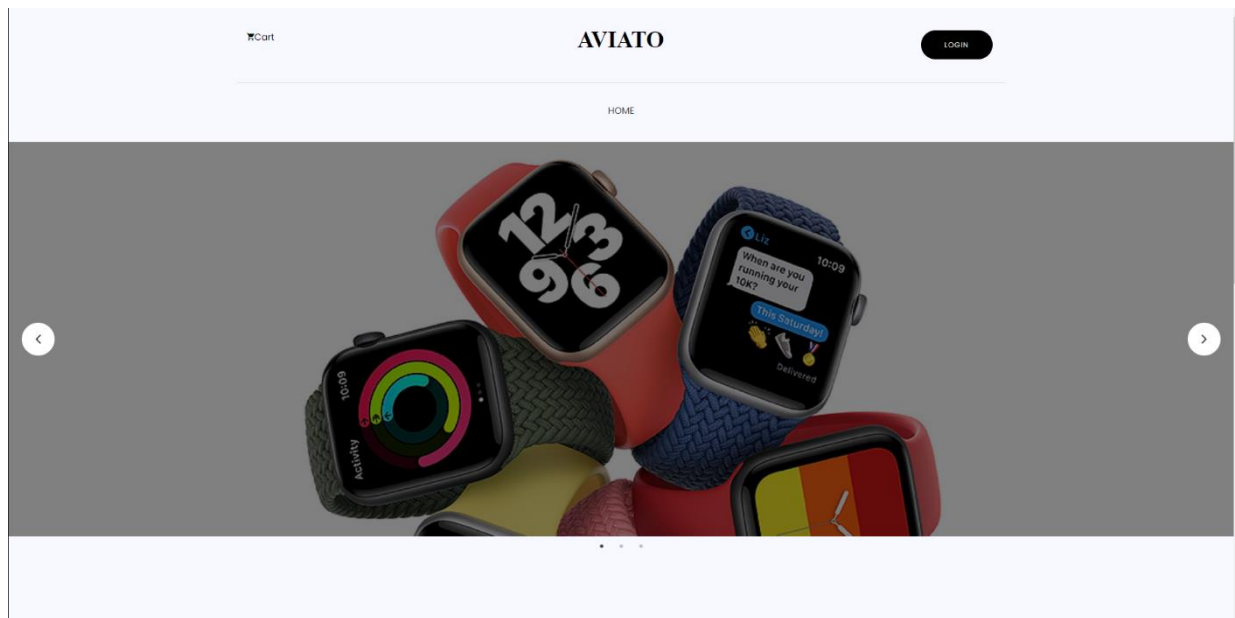 Cart
AVIATO
LOGIN
HOME
12
3
9
6
Liz
10:09
When are you
running your
10K?
This Saturday!
Delivered
10:09
Activity